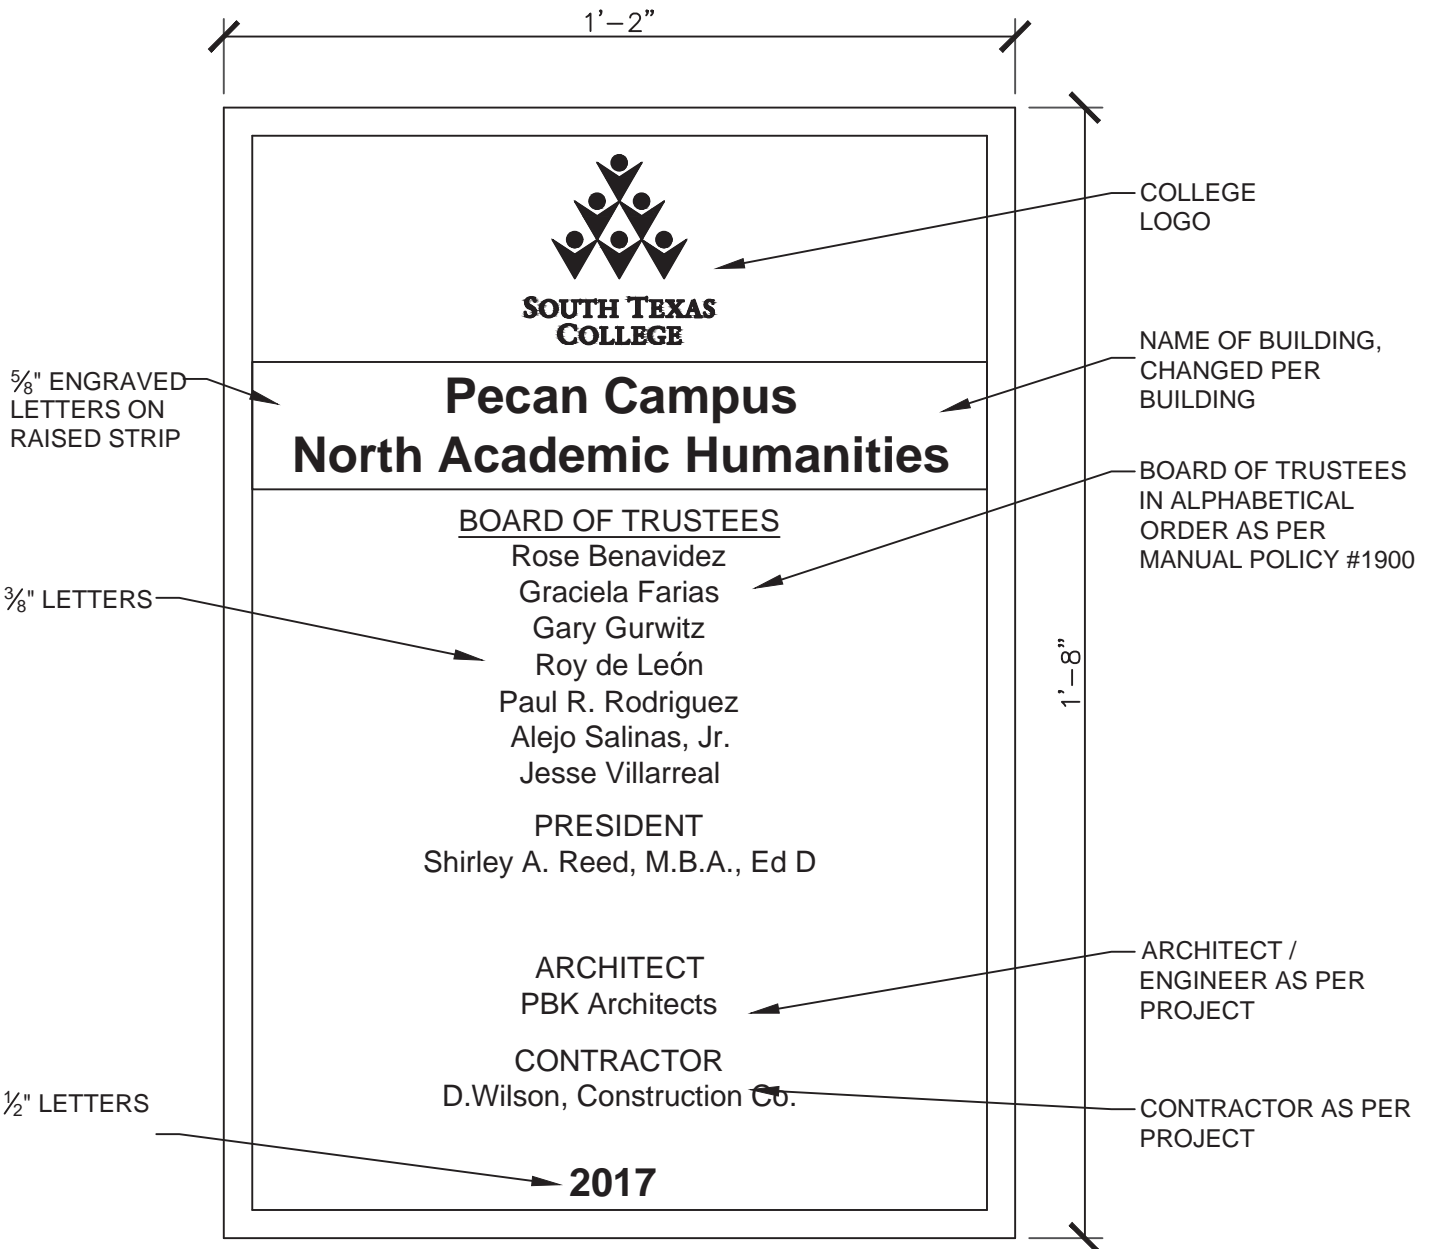 1'-2"
COLLEGE
LOGO
SOUTH TEXAS
COLLEGE
NAME OF BUILDING,
CHANGED PER
BUILDING
⅝" ENGRAVED
LETTERS ON
RAISED STRIP
Pecan Campus
North Academic Humanities
BOARD OF TRUSTEES
IN ALPHABETICAL
ORDER AS PER
MANUAL POLICY #1900
BOARD OF TRUSTEES
Rose Benavidez
Graciela Farias
Gary Gurwitz
Roy de León
Paul R. Rodriguez
Alejo Salinas, Jr.
Jesse Villarreal
⅜" LETTERS
1'-8"
PRESIDENT
Shirley A. Reed, M.B.A., Ed D
ARCHITECT
PBK Architects
ARCHITECT /
ENGINEER AS PER
PROJECT
CONTRACTOR
D.Wilson, Construction Co.
CONTRACTOR AS PER
PROJECT
½" LETTERS
2017